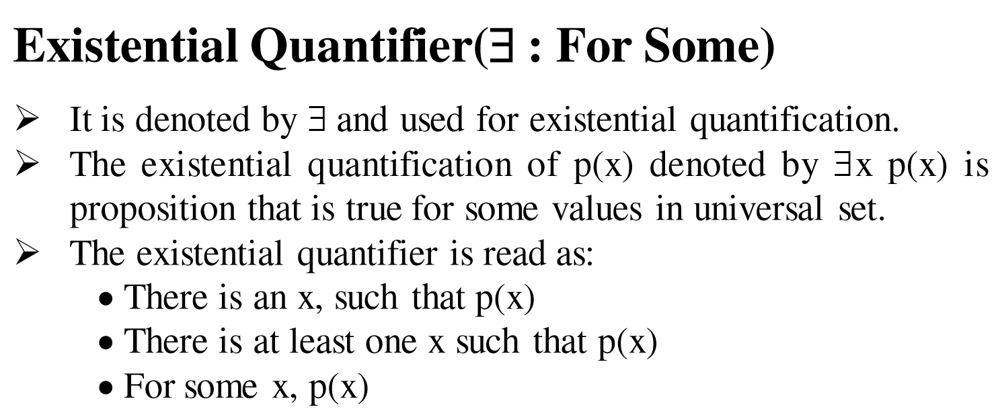 Existential Quantifier(∃ : For Some)
➢ It is denoted by ∃ and used for existential quantification.
➢ The existential quantification of p(x) denoted by ∃x p(x) is
proposition that is true for some values in universal set.
➢ The existential quantifier is read as:
• There is an x, such that p(x)
• There is at least one x such that p(x)
• For some x, p(x)